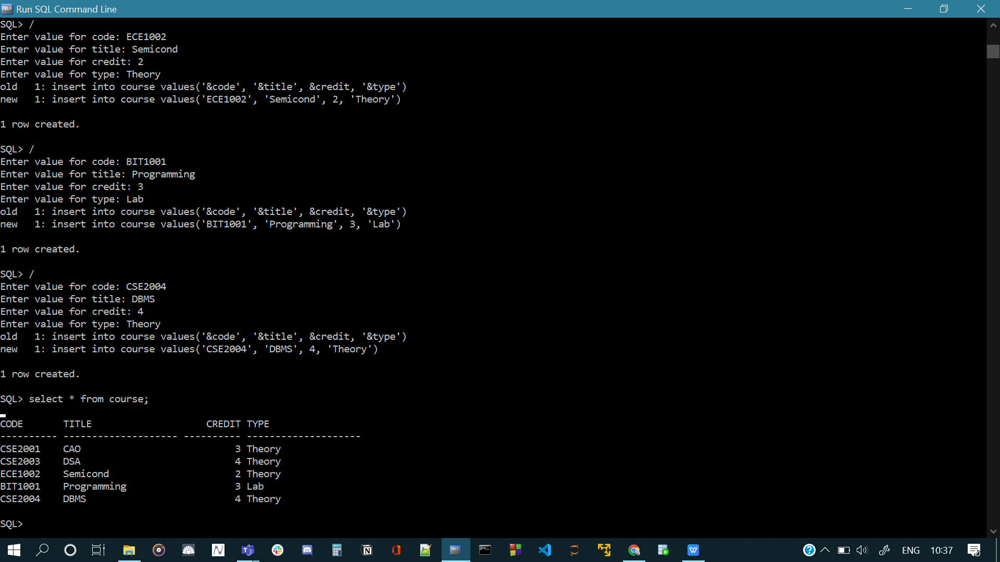 Run SQL Command Line
SQL> /
Enter value for code: ECE1002
Enter value for title: Semicond
Enter value for credit: 2
Enter value for type: Theory
old   1: insert into course values('&code', '&title', &credit, '&type')
new   1: insert into course values('ECE1002', 'Semicond', 2, 'Theory')
1 row created.
SQL> /
Enter value for code: BIT1001
Enter value for title: Programming
Enter value for credit: 3
Enter value for type: Lab
old   1: insert into course values('&code', '&title', &credit, '&type')
new   1: insert into course values('BIT1001', 'Programming', 3, 'Lab')
1 row created.
SQL> /
Enter value for code: CSE2004
Enter value for title: DBMS
Enter value for credit: 4
Enter value for type: Theory
old   1: insert into course values('&code', '&title', &credit, '&type')
new   1: insert into course values('CSE2004', 'DBMS', 4, 'Theory')
1 row created.
SQL> select * from course;
CODE       TITLE                    CREDIT TYPE
---------- -------------------- ---------- --------------------
CSE2001    CAO                           3 Theory
CSE2003    DSA                           4 Theory
ECE1002    Semicond                      2 Theory
BIT1001    Programming                   3 Lab
CSE2004    DBMS                          4 Theory
SQL>
ENG 10:37